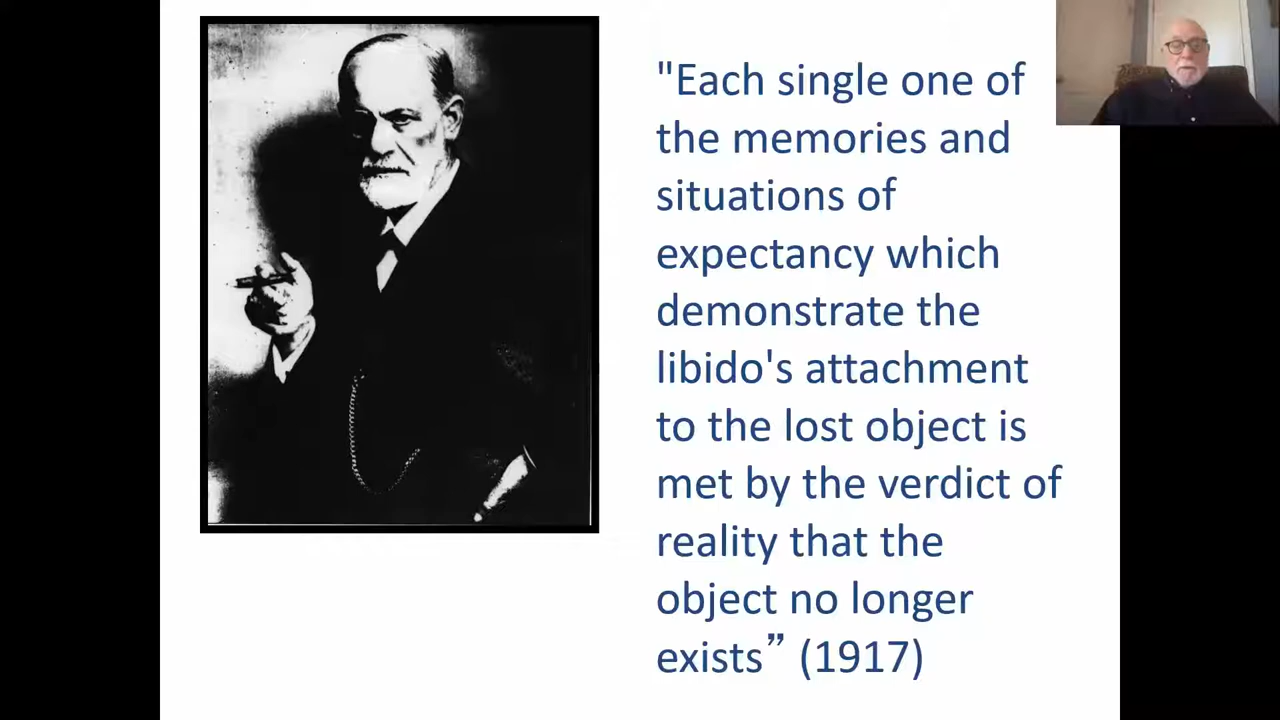 "Each single one of
the memories and
situations of
expectancy which
demonstrate the
libido's attachment
to the lost object is
met by the verdict of
reality that the
object no longer
exists” (1917)